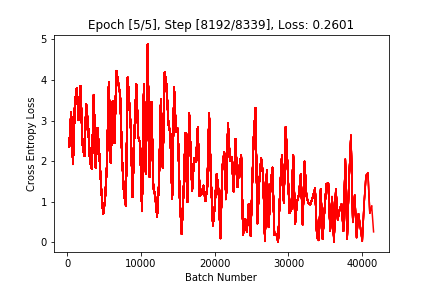 Epoch [5/5], Step [8192/8339], Loss: 0.2601
5
4
3
2
1
0
Cross Entropy Loss
0 10000 20000 30000 40000
Batch Number